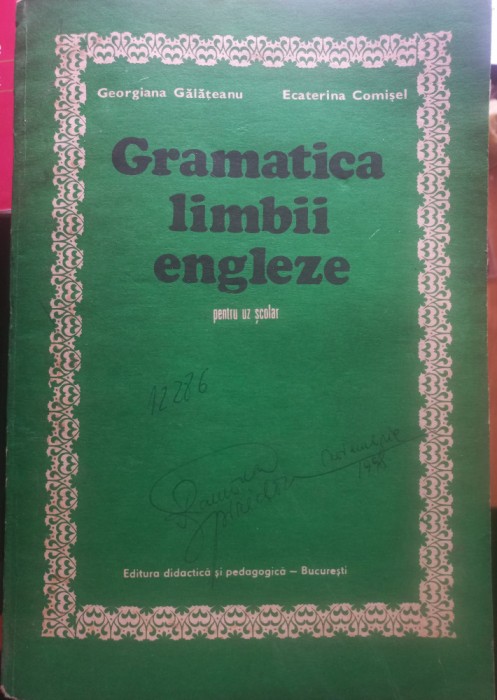 Georgiana Gălățeanu Ecaterina Comișel
Gramatica
limbii
engleze
pentru uz școlar
12286
Editura didactică și pedagogică — București